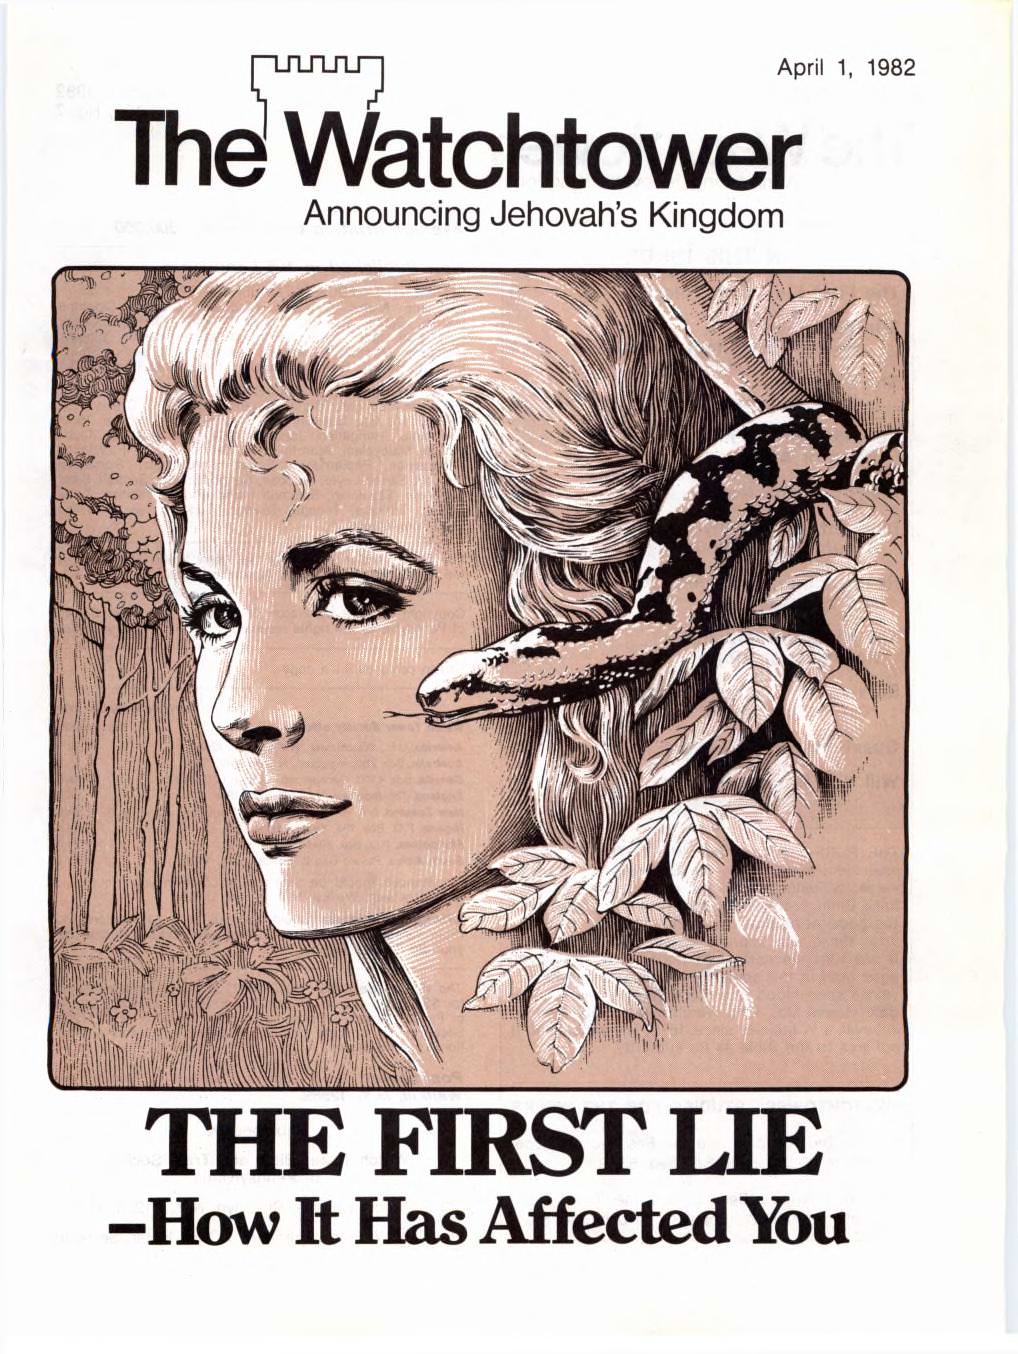 April 1, 1982
The Watchtower
Announcing Jehovah's Kingdom
THE FIRST LIE
–How It Has Affected You